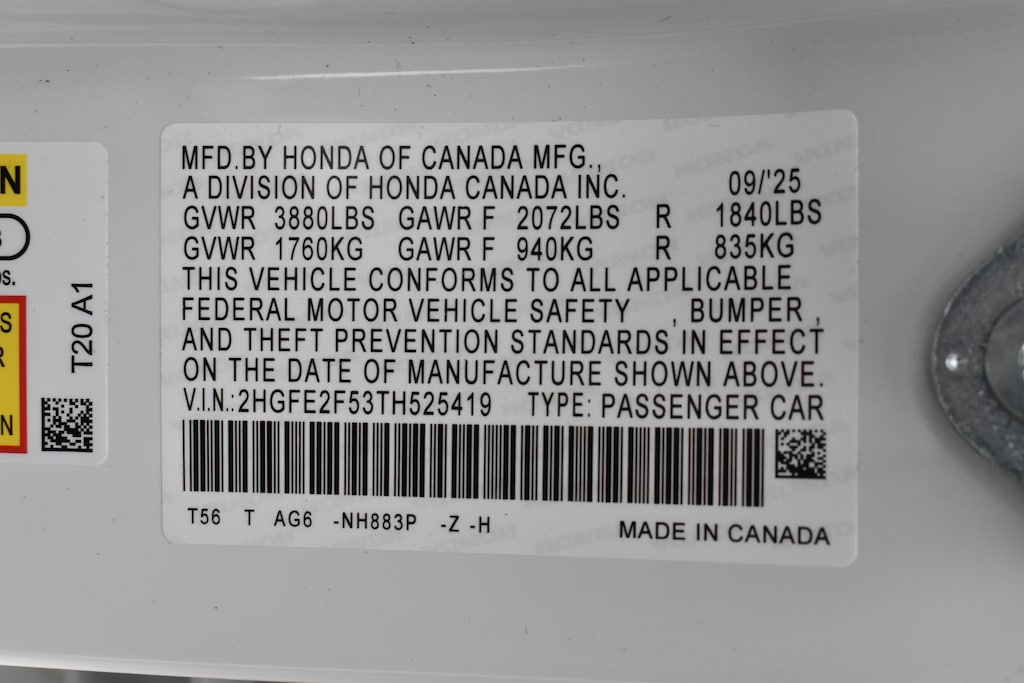 MFD.BY HONDA OF CANADA MFG.,
A DIVISION OF HONDA CANADA INC. 09/'25
GVWR 3880LBS GAWR F 2072LBS R 1840LBS
GVWR 1760KG GAWR F 940KG R 835KG
THIS VEHICLE CONFORMS TO ALL APPLICABLE
FEDERAL MOTOR VEHICLE SAFETY , BUMPER ,
AND THEFT PREVENTION STANDARDS IN EFFECT
ON THE DATE OF MANUFACTURE SHOWN ABOVE.
V.I.N.:2HGFE2F53TH525419 TYPE: PASSENGER CAR
T56 T AG6 -NH883P -Z -H
MADE IN CANADA
T20 A1